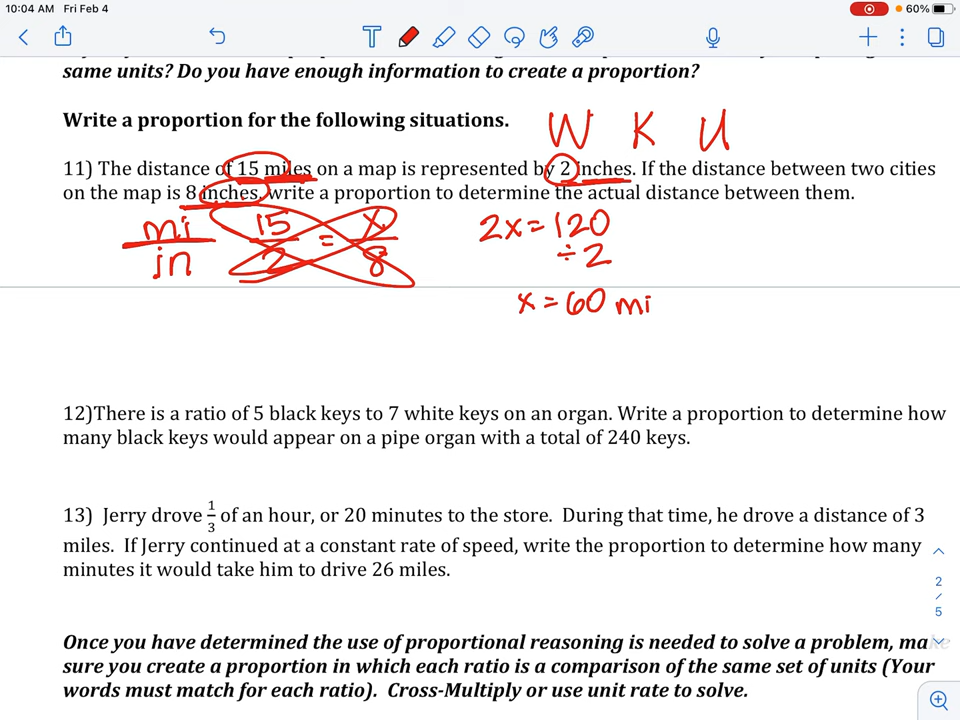 10:04 AM Fri Feb 4
60%
same units? Do you have enough information to create a proportion?
Write a proportion for the following situations.
W K U
11) The distance of 15 miles on a map is represented by 2 inches. If the distance between two cities
on the map is 8 inches, write a proportion to determine the actual distance between them.
mi/in 15/2 = x/8
2x = 120
÷ 2
x = 60 mi
12)There is a ratio of 5 black keys to 7 white keys on an organ. Write a proportion to determine how
many black keys would appear on a pipe organ with a total of 240 keys.
13) Jerry drove 1/3 of an hour, or 20 minutes to the store. During that time, he drove a distance of 3
miles. If Jerry continued at a constant rate of speed, write the proportion to determine how many
minutes it would take him to drive 26 miles.
2
/
5
Once you have determined the use of proportional reasoning is needed to solve a problem, make
sure you create a proportion in which each ratio is a comparison of the same set of units (Your
words must match for each ratio). Cross-Multiply or use unit rate to solve.